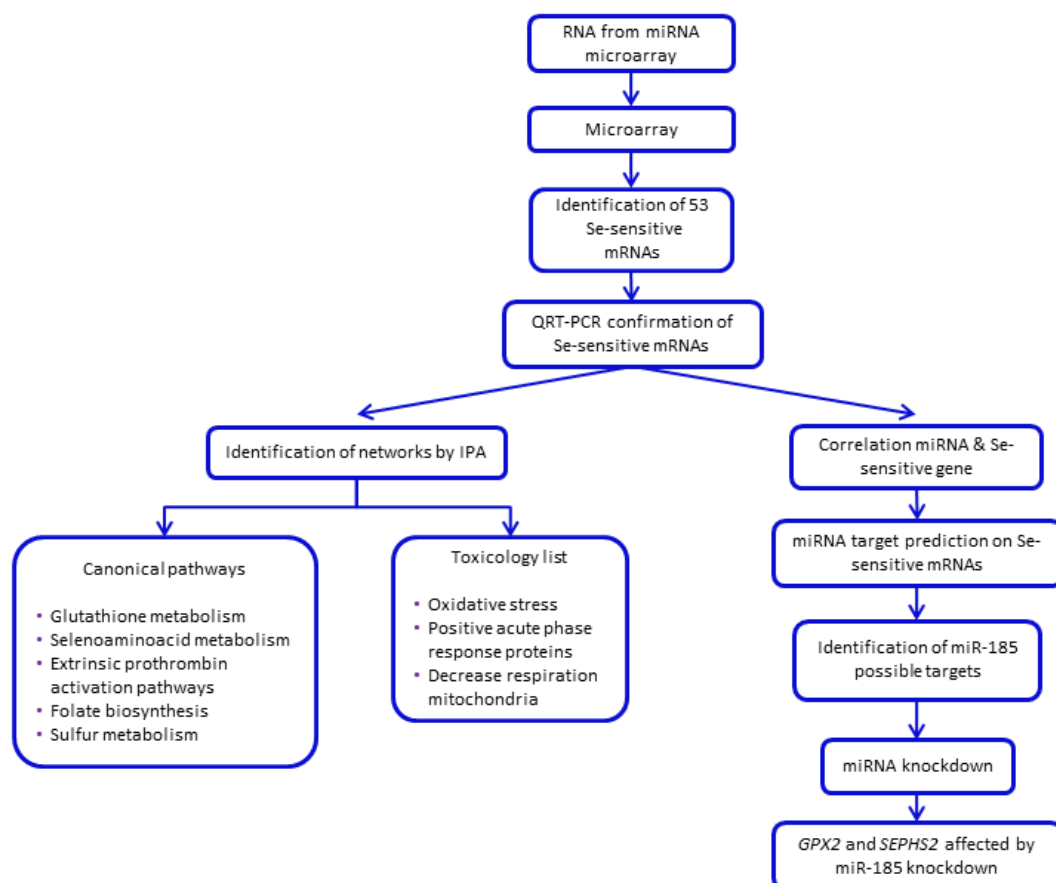 RNA from miRNA
microarray
Microarray
Identification of 53
Se-sensitive
mRNAs
QRT-PCR confirmation of
Se-sensitive mRNAs
Identification of networks by IPA
Canonical pathways
• Glutathione metabolism
• Selenoaminoacid metabolism
• Extrinsic prothrombin
activation pathways
• Folate biosynthesis
• Sulfur metabolism
Toxicology list
• Oxidative stress
• Positive acute phase
response proteins
• Decrease respiration
mitochondria
Correlation miRNA & Se-
sensitive gene
miRNA target prediction on Se-
sensitive mRNAs
Identification of miR-185
possible targets
miRNA knockdown
GPX2 and SEPHS2 affected by
miR-185 knockdown